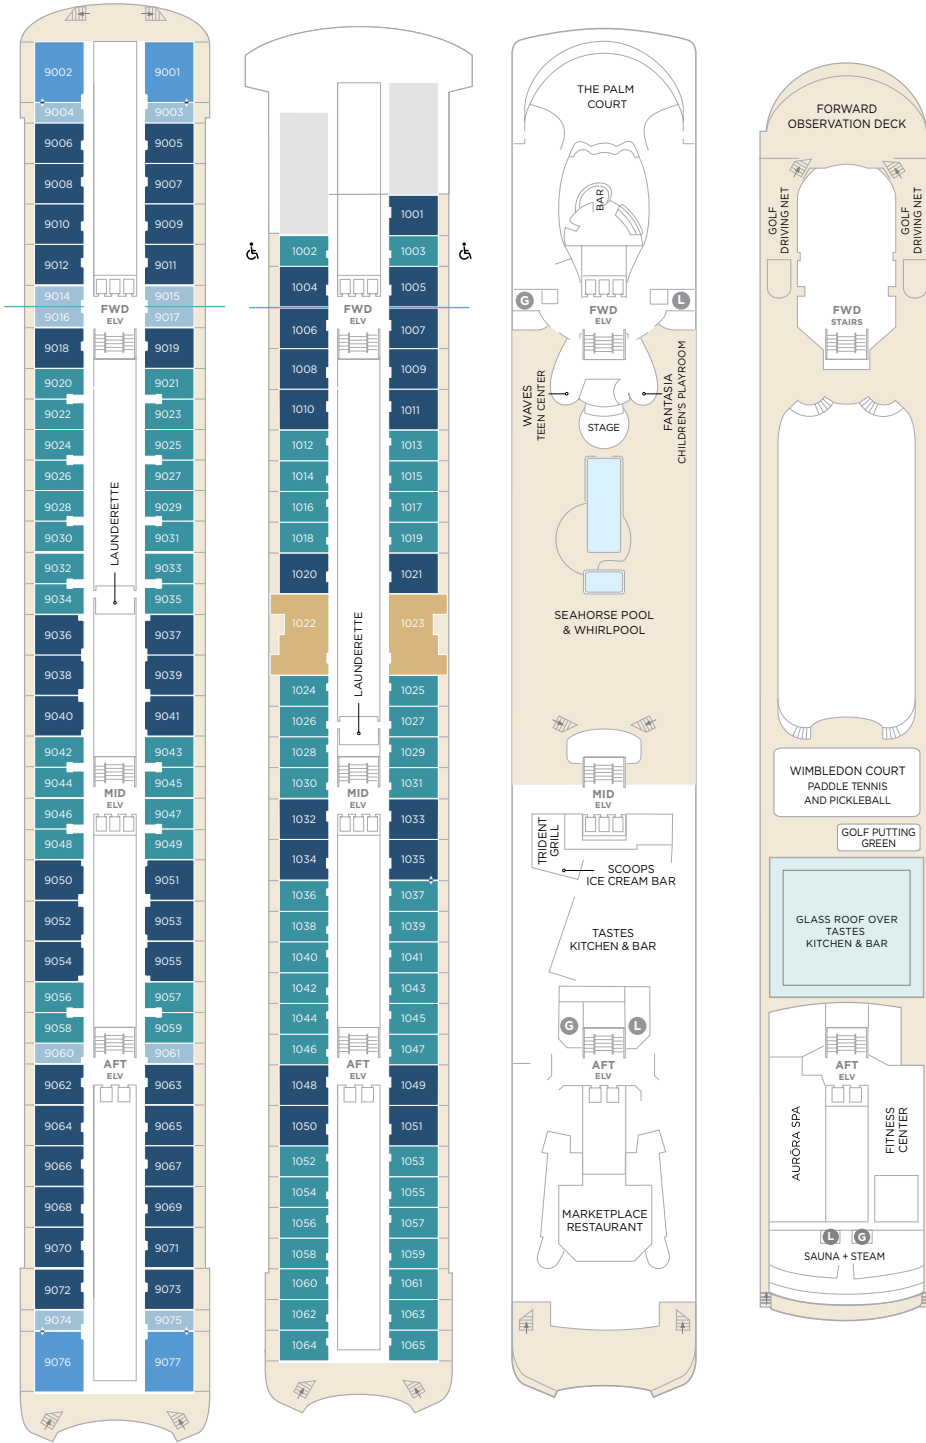 9002
9001
9004
9003
9006
9005
9008
9007
9010
9009
9012
9011
9014
9015
9016
9017
FWD
ELV
9018
9019
9020
9021
9022
9023
9024
9025
9026
9027
9028
9029
9030
9031
LAUNDERETTE
9032
9033
9034
9035
9036
9037
9038
9039
9040
9041
9042
9043
9044
9045
MID
ELV
9046
9047
9048
9049
9050
9051
9052
9053
9054
9055
9056
9057
9058
9059
9060
9061
AFT
ELV
9062
9063
9064
9065
9066
9067
9068
9069
9070
9071
9072
9073
9074
9075
9076
9077
1001
1002
1003
1004
1005
FWD
ELV
1006
1007
1008
1009
1010
1011
1012
1013
1014
1015
1016
1017
1018
1019
1020
1021
1022
1023
LAUNDERETTE
1024
1025
1026
1027
1028
1029
1030
1031
MID
ELV
1032
1033
1034
1035
1036
1037
1038
1039
1040
1041
1042
1043
1044
1045
1046
1047
AFT
ELV
1048
1049
1050
1051
1052
1053
1054
1055
1056
1057
1058
1059
1060
1061
1062
1063
1064
1065
THE PALM
COURT
BAR
G
L
FWD
ELV
WAVES
TEEN CENTER
FANTASIA
CHILDREN'S PLAYROOM
STAGE
SEAHORSE POOL
& WHIRLPOOL
MID
ELV
TRIDENT
GRILL
SCOOPS
ICE CREAM BAR
TASTES
KITCHEN & BAR
G
L
AFT
ELV
MARKETPLACE
RESTAURANT
FORWARD
OBSERVATION DECK
GOLF
DRIVING NET
GOLF
DRIVING NET
FWD
STAIRS
WIMBLEDON COURT
PADDLE TENNIS
AND PICKLEBALL
GOLF PUTTING
GREEN
GLASS ROOF OVER
TASTES
KITCHEN & BAR
AFT
ELV
AURŌRA SPA
FITNESS
CENTER
L
G
SAUNA + STEAM